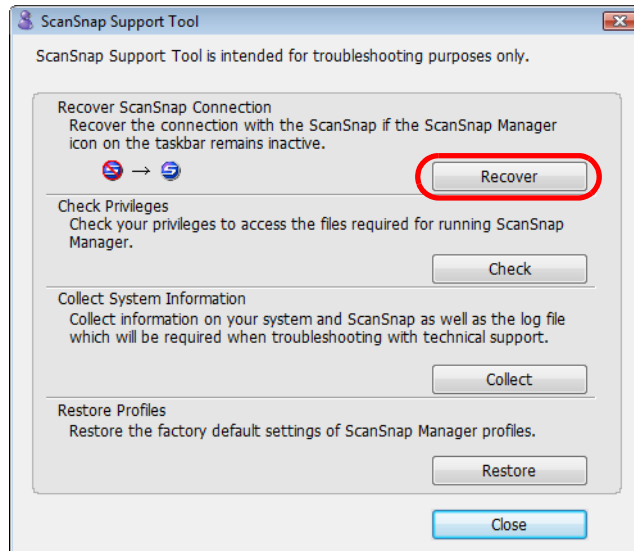 ScanSnap Support Tool
ScanSnap Support Tool is intended for troubleshooting purposes only.
Recover ScanSnap Connection
Recover the connection with the ScanSnap if the ScanSnap Manager
icon on the taskbar remains inactive.
→
Recover
Check Privileges
Check your privileges to access the files required for running ScanSnap
Manager.
Check
Collect System Information
Collect information on your system and ScanSnap as well as the log file
which will be required when troubleshooting with technical support.
Collect
Restore Profiles
Restore the factory default settings of ScanSnap Manager profiles.
Restore
Close